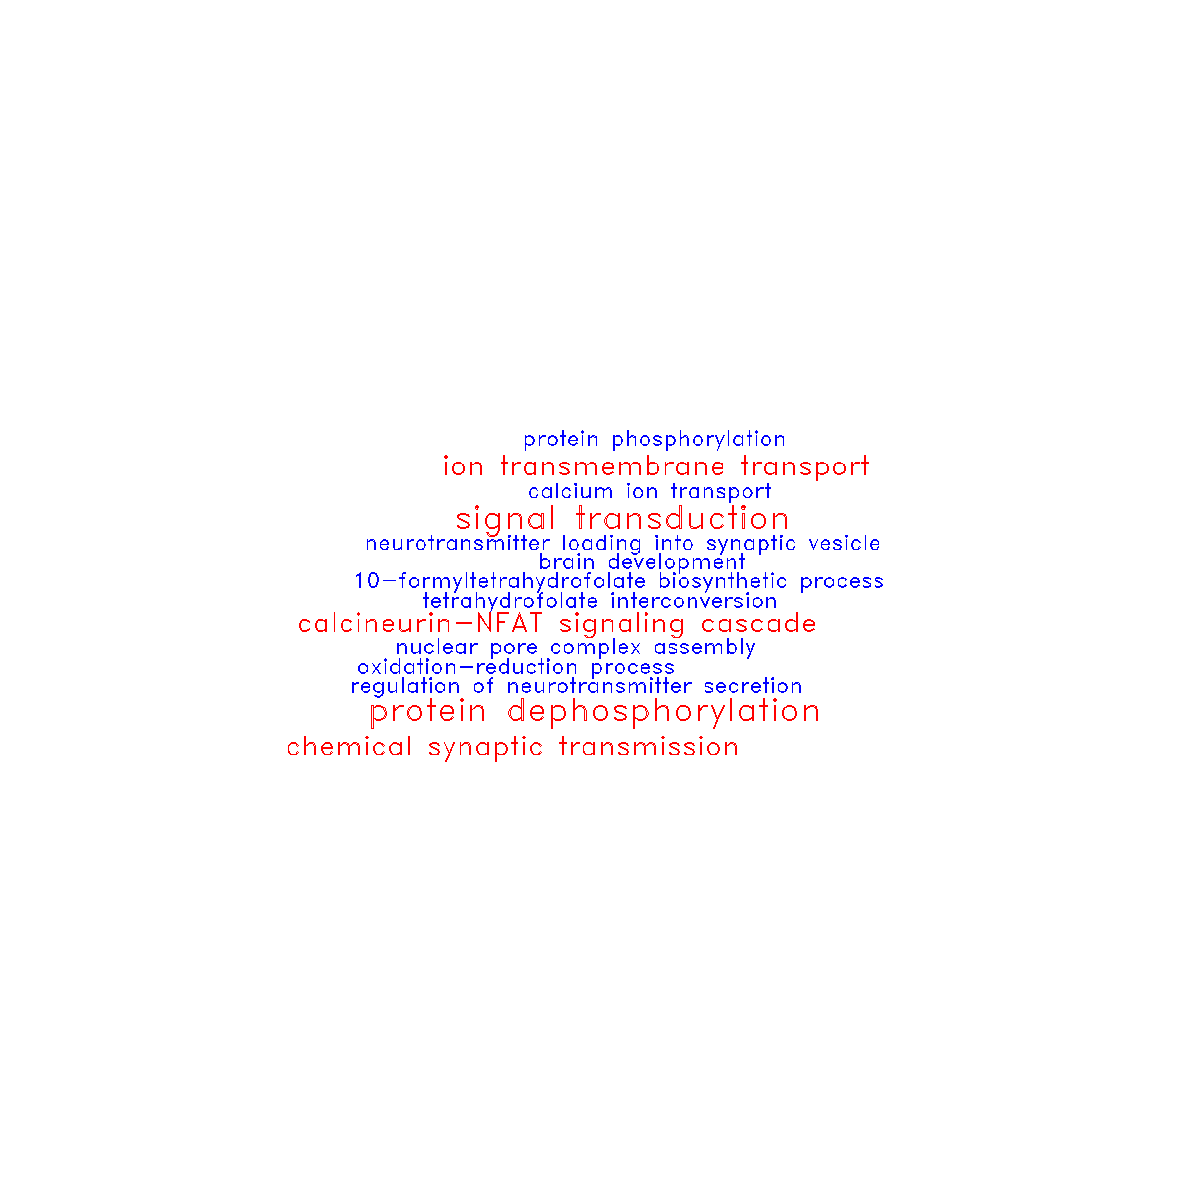 protein phosphorylation
ion transmembrane transport
calcium ion transport
signal transduction
neurotransmitter loading into synaptic vesicle
brain development
10-formyltetrahydrofolate biosynthetic process
tetrahydrofolate interconversion
calcineurin-NFAT signaling cascade
nuclear pore complex assembly
oxidation-reduction process
regulation of neurotransmitter secretion
protein dephosphorylation
chemical synaptic transmission